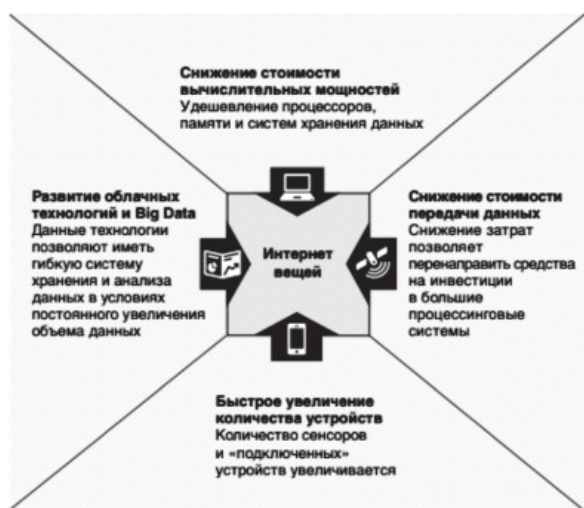 Снижение стоимости
вычислительных мощностей
Удешевление процессоров,
памяти и систем хранения данных
Развитие облачных
технологий и Big Data
Данные технологии
позволяют иметь
гибкую систему
хранения и анализа
данных в условиях
постоянного увеличения
объема данных
Интернет
вещей
Снижение стоимости
передачи данных
Снижение затрат
позволяет
перенаправить средства
на инвестиции
в большие
процессинговые
системы
Быстрое увеличение
количества устройств
Количество сенсоров
и «подключенных»
устройств увеличивается